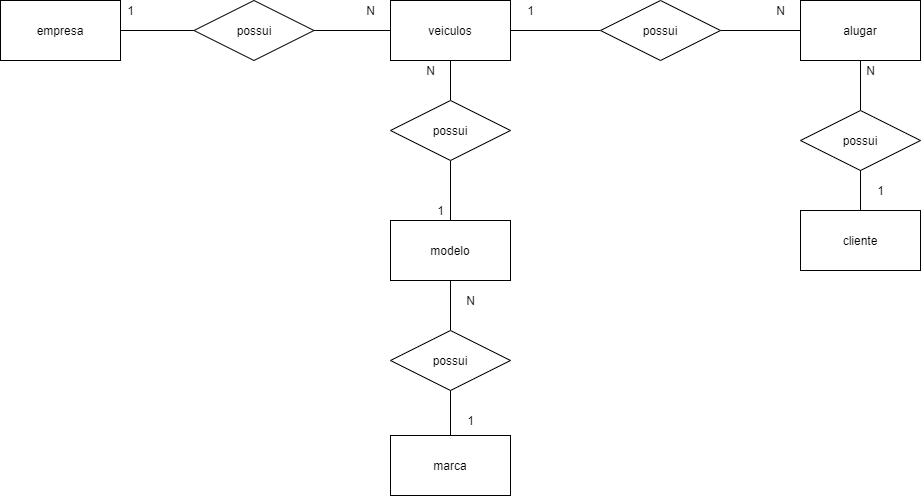 empresa
1
possui
N
veiculos
1
possui
N
alugar
N
possui
1
modelo
N
possui
1
marca
N
possui
1
cliente